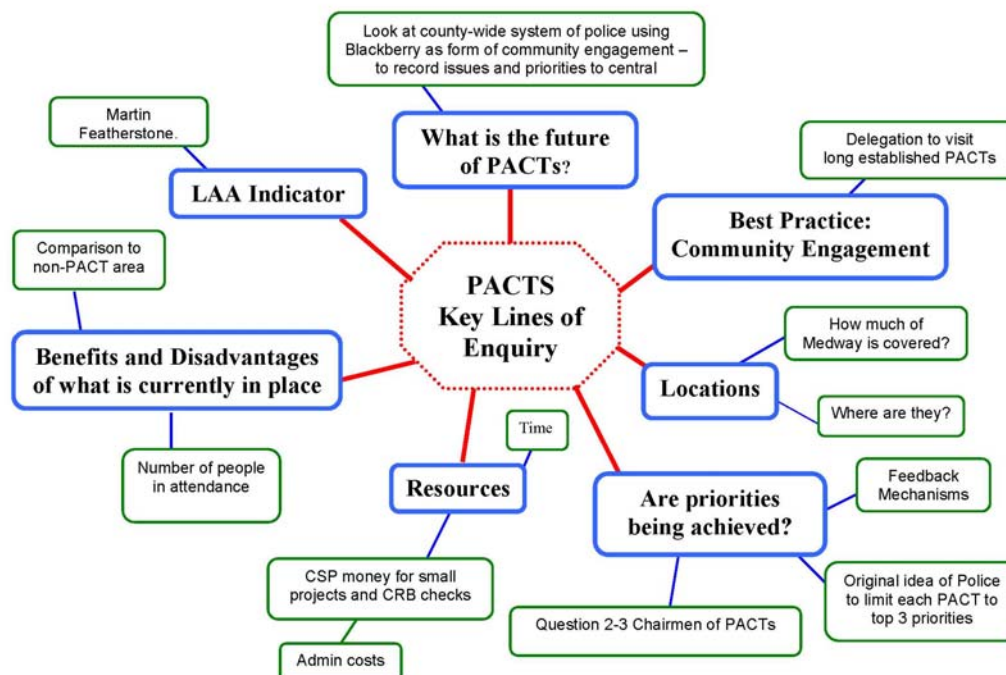 Look at county-wide system of police using
Blackberry as form of community engagement –
to record issues and priorities to central
Martin
Featherstone.
What is the future
of PACTs?
Delegation to visit
long established PACTs
LAA Indicator
Best Practice:
Community Engagement
Comparison to
non-PACT area
PACTS
Key Lines of
Enquiry
How much of
Medway is covered?
Benefits and Disadvantages
of what is currently in place
Locations
Where are they?
Time
Number of people
in attendance
Resources
Are priorities
being achieved?
Feedback
Mechanisms
CSP money for small
projects and CRB checks
Original idea of Police
to limit each PACT to
top 3 priorities
Question 2-3 Chairmen of PACTs
Admin costs